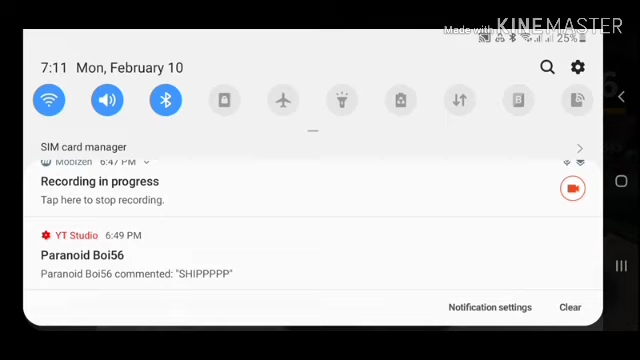 Made with KINEMASTER
25%
7:11 Mon, February 10
B
SIM card manager
Mobizen 6:47 PM
Recording in progress
Tap here to stop recording.
YT Studio 6:49 PM
Paranoid Boi56
Paranoid Boi56 commented: "SHIPPPPP"
Notification settings Clear